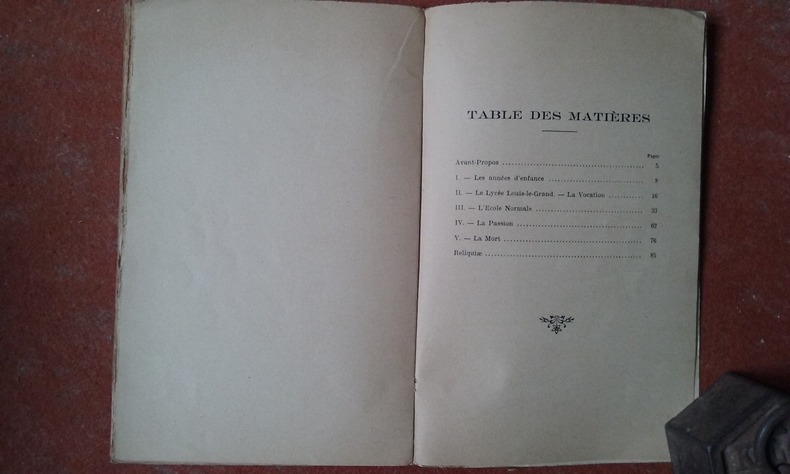 TABLE DES MATIÈRES
Pages
Avant-Propos ........ 5
I. — Les années d'enfance ........ 9
II. — Le Lycée Louis-le-Grand. — La Vocation ........ 16
III. — L'Ecole Normale ........ 33
IV. — La Passion ........ 62
V. — La Mort ........ 76
Reliquiæ ........ 85